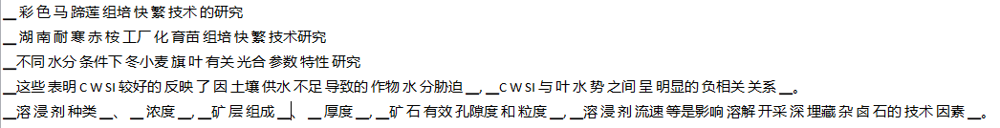 __彩色马蹄莲组培快繁技术的研究
__湖南耐寒赤桉工厂化育苗组培快繁技术研究
__不同水分条件下冬小麦旗叶有关光合参数特性研究
__这些表明CWSI较好的反映了因土壤供水不足导致的作物水分胁迫__,__CWSI与叶水势之间呈明显的负相关关系__。
__溶浸剂种类__、__浓度__,__矿层组成__、__厚度__,__矿石有效孔隙度和粒度__,__溶浸剂流速等是影响溶解开采深埋藏杂卤石的技术因素__。